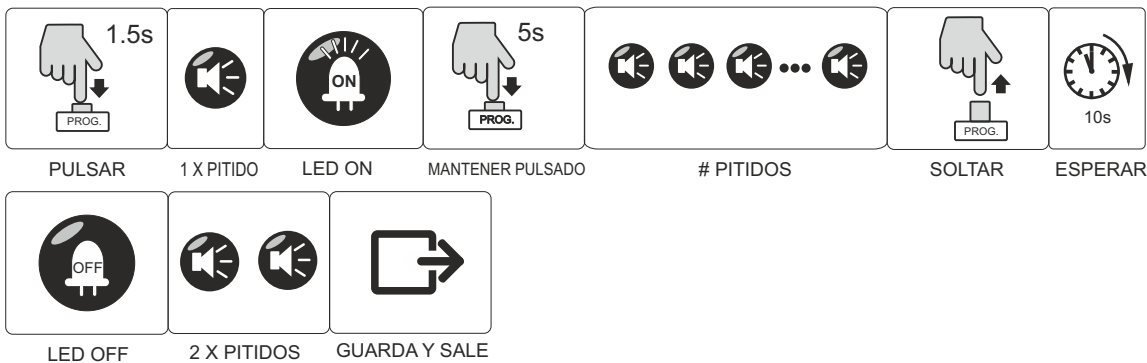 1.5s
PROG.
PULSAR
1 X PITIDO
ON
LED ON
5s
PROG.
MANTENER PULSADO
# PITIDOS
PROG.
SOLTAR
10s
ESPERAR
OFF
LED OFF
2 X PITIDOS
GUARDA Y SALE